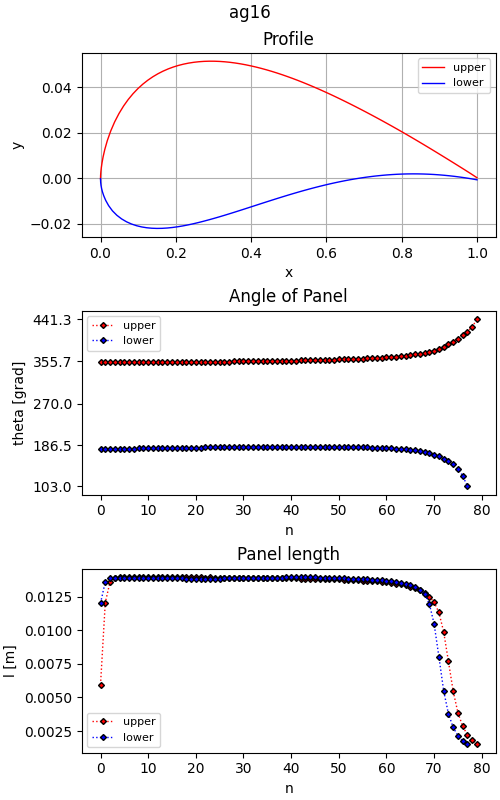 ag16
Profile
upper
lower
0.04
0.02
0.00
−0.02
y
0.0 0.2 0.4 0.6 0.8 1.0
x
Angle of Panel
441.3
355.7
270.0
186.5
103.0
theta [grad]
upper
lower
0 10 20 30 40 50 60 70 80
n
Panel length
0.0125
0.0100
0.0075
0.0050
0.0025
l [m]
upper
lower
0 10 20 30 40 50 60 70 80
n